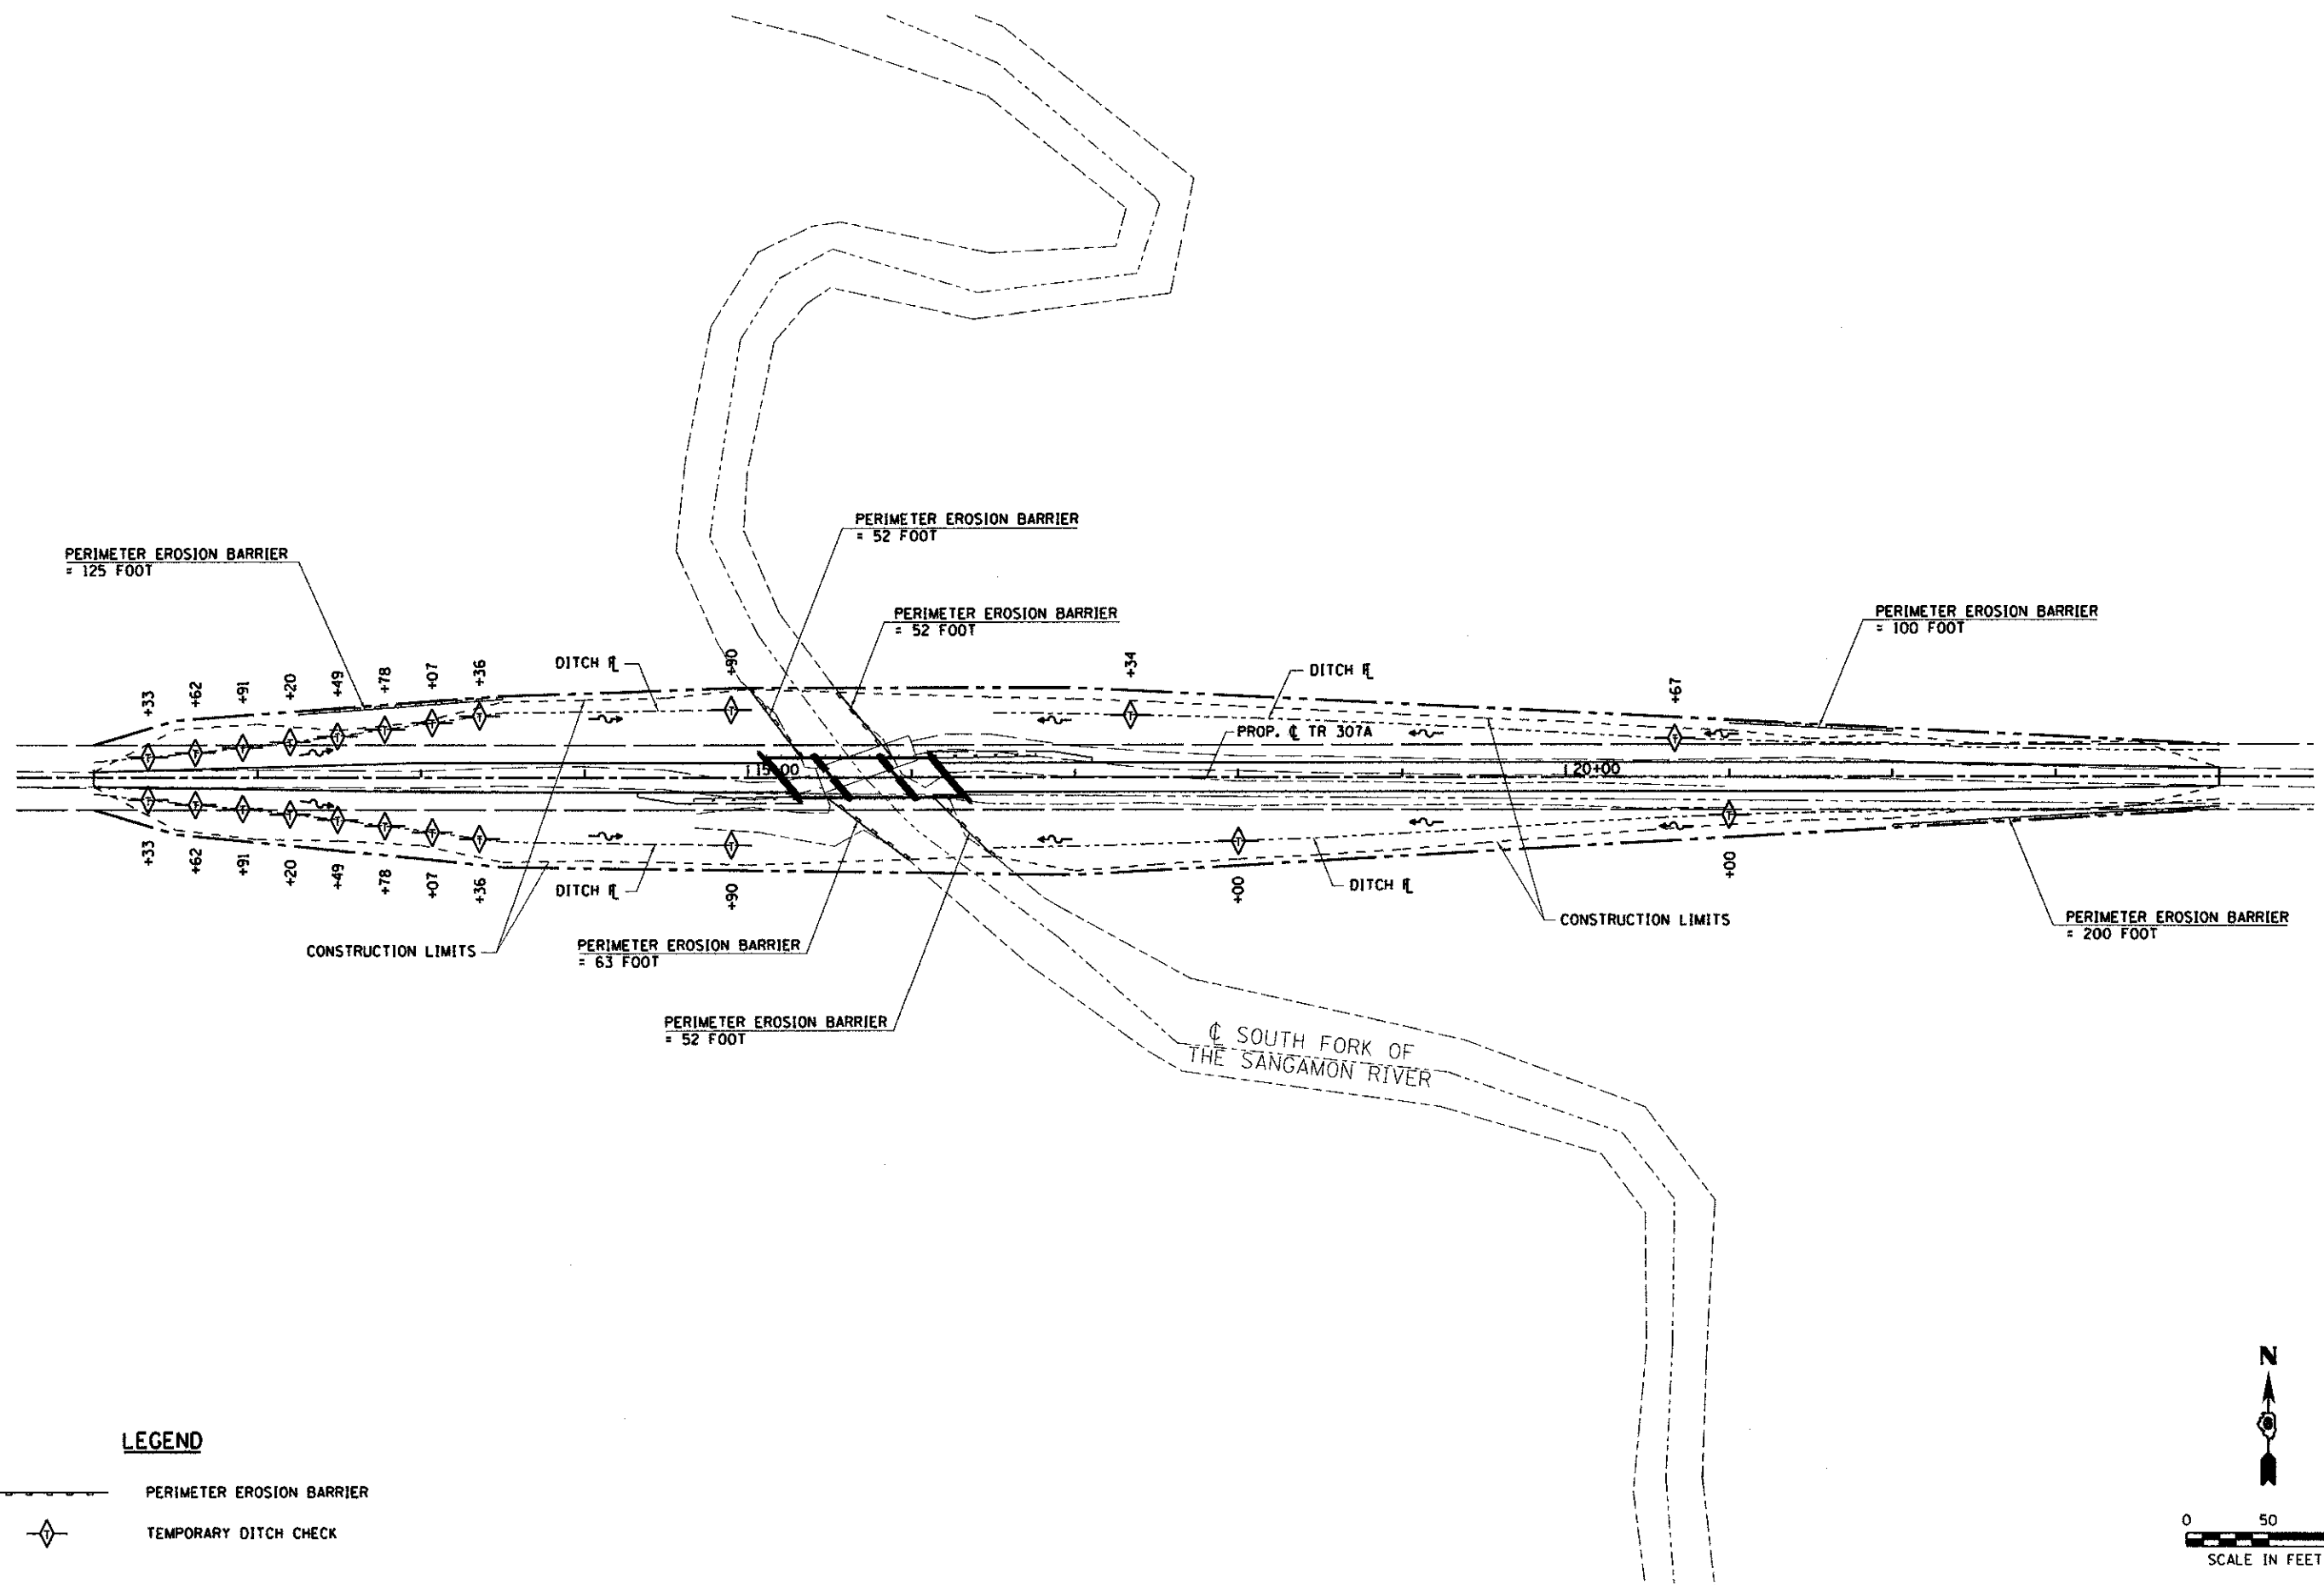 PERIMETER EROSION BARRIER
= 52 FOOT
PERIMETER EROSION BARRIER
= 125 FOOT
PERIMETER EROSION BARRIER
= 52 FOOT
PERIMETER EROSION BARRIER
= 100 FOOT
+33
+62
+91
+20
+49
+78
+07
+36
DITCH ⅊
+90
+34
DITCH ⅊
+67
PROP. ℄ TR 307A
115+00
120+00
+33
+62
+91
+20
+49
+78
+07
+36
DITCH ⅊
+90
+00
DITCH ⅊
+00
CONSTRUCTION LIMITS
CONSTRUCTION LIMITS
PERIMETER EROSION BARRIER
= 63 FOOT
PERIMETER EROSION BARRIER
= 200 FOOT
PERIMETER EROSION BARRIER
= 52 FOOT
℄ SOUTH FORK OF
THE SANGAMON RIVER
N
LEGEND
PERIMETER EROSION BARRIER
T
TEMPORARY DITCH CHECK
0 50
SCALE IN FEET